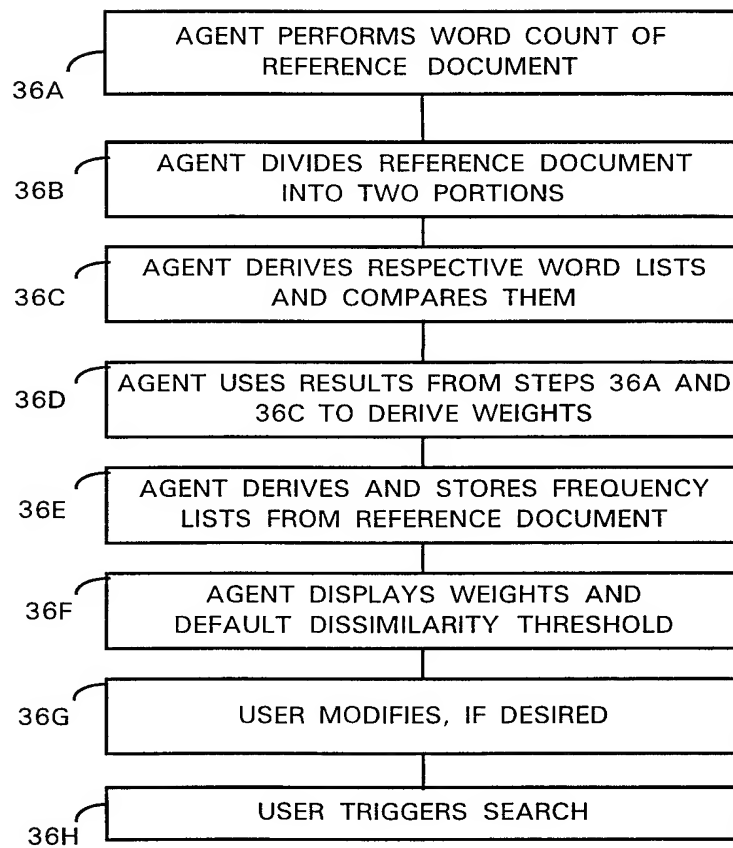 AGENT PERFORMS WORD COUNT OF
REFERENCE DOCUMENT
36A
AGENT DIVIDES REFERENCE DOCUMENT
INTO TWO PORTIONS
36B
AGENT DERIVES RESPECTIVE WORD LISTS
AND COMPARES THEM
36C
AGENT USES RESULTS FROM STEPS 36A AND
36C TO DERIVE WEIGHTS
36D
AGENT DERIVES AND STORES FREQUENCY
LISTS FROM REFERENCE DOCUMENT
36E
AGENT DISPLAYS WEIGHTS AND
DEFAULT DISSIMILARITY THRESHOLD
36F
USER MODIFIES, IF DESIRED
36G
USER TRIGGERS SEARCH
36H